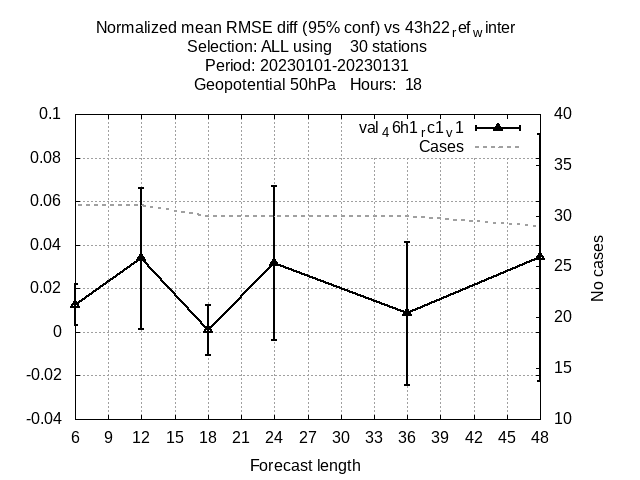 Normalized mean RMSE diff (95% conf) vs 43h22refwinter
Selection: ALL using 30 stations
Period: 20230101-20230131
Geopotential 50hPa Hours: 18
val46h1rc1v1
Cases
0.1
0.08
0.06
0.04
0.02
0
-0.02
-0.04
40
35
30
25
20
15
10
No cases
6 9 12 15 18 21 24 27 30 33 36 39 42 45 48
Forecast length